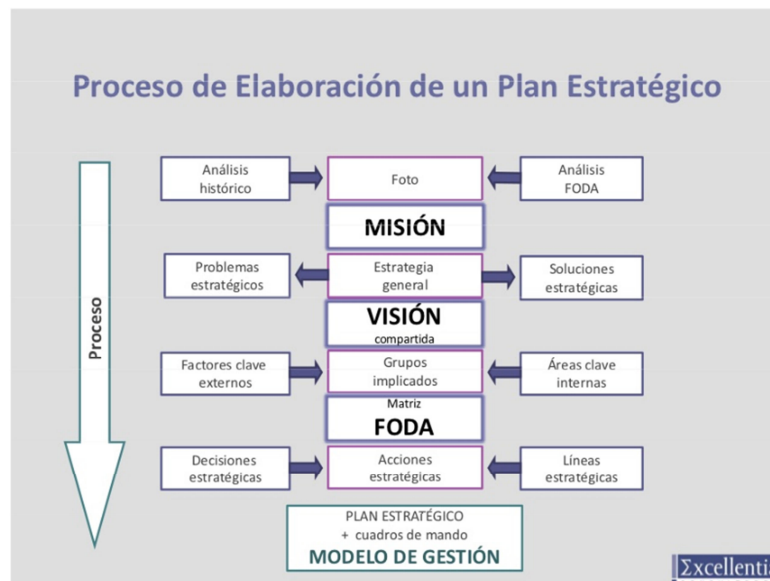 Proceso de Elaboración de un Plan Estratégico
Análisis
histórico
Foto
Análisis
FODA
MISIÓN
Problemas
estratégicos
Estrategia
general
Soluciones
estratégicas
VISIÓN
compartida
Proceso
Factores clave
externos
Grupos
implicados
Áreas clave
internas
Matriz
FODA
Decisiones
estratégicas
Acciones
estratégicas
Líneas
estratégicas
PLAN ESTRATÉGICO
+ cuadros de mando
MODELO DE GESTIÓN
Σxcellentia